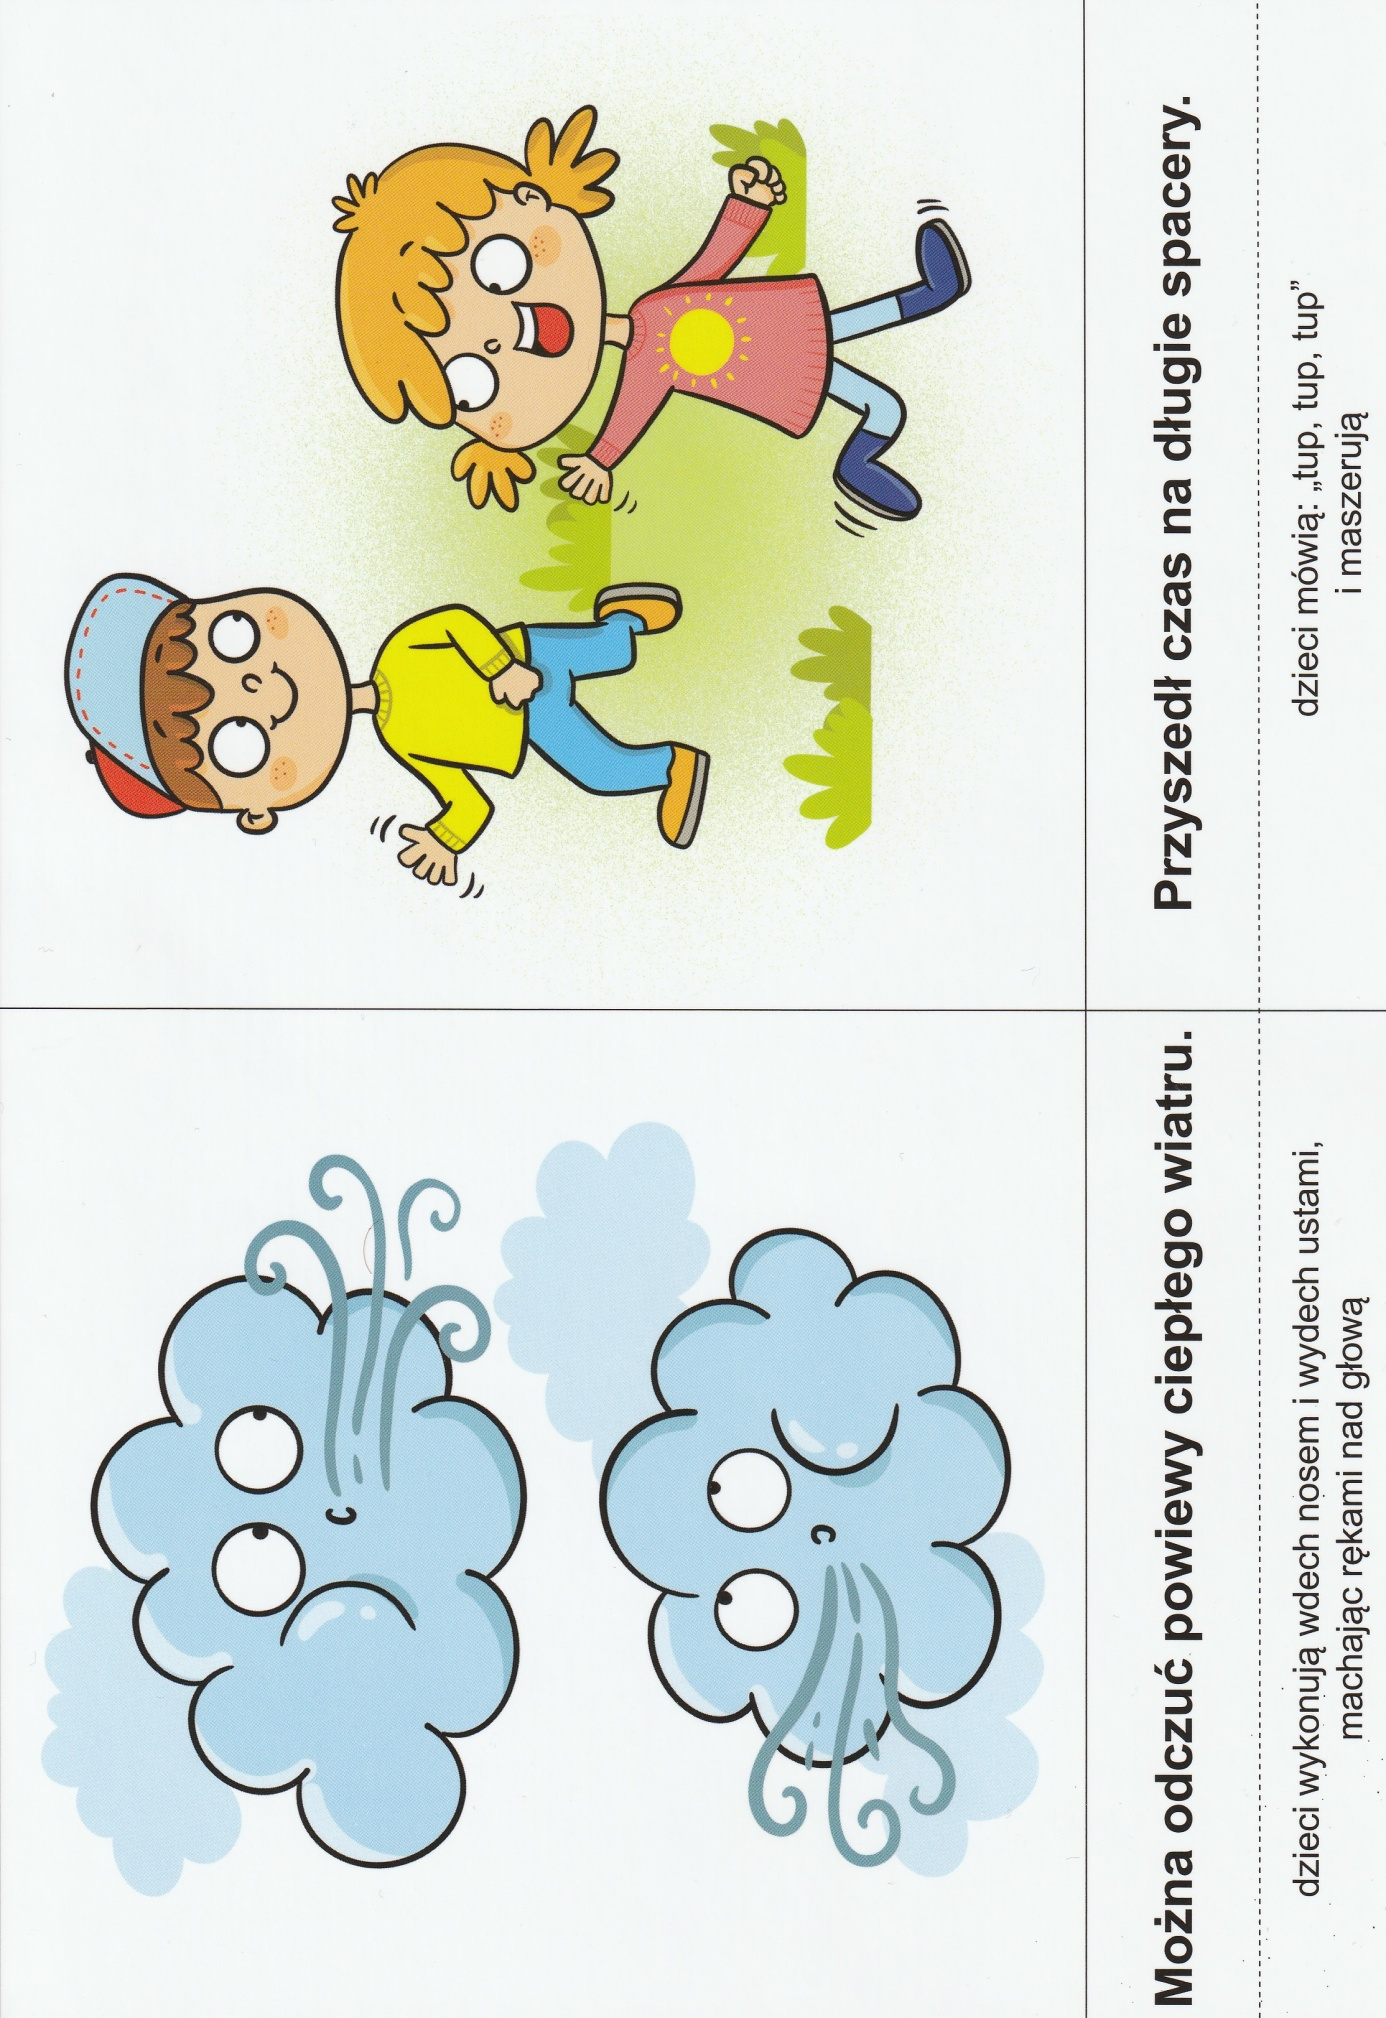 Można odczuć powiewy ciepłego wiatru.
dzieci wykonują wdech nosem i wydech ustami,
machając rękami nad głową
Przyszedł czas na długie spacery.
dzieci mówią: „tup, tup, tup, tup”
i maszerują